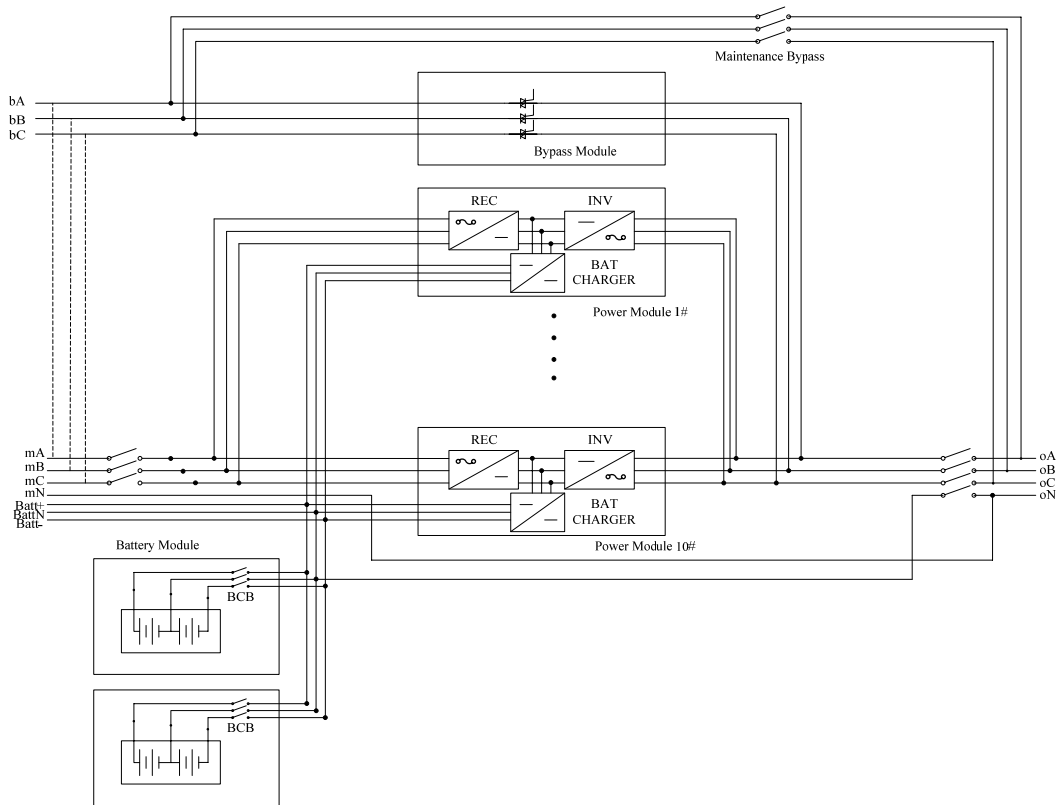 Maintenance Bypass
bA
bB
bC
Bypass Module
REC
INV
BAT
CHARGER
Power Module 1#
REC
INV
BAT
CHARGER
Power Module 10#
mA
mB
mC
mN
Batt+
BattN
Batt-
oA
oB
oC
oN
Battery Module
BCB
BCB